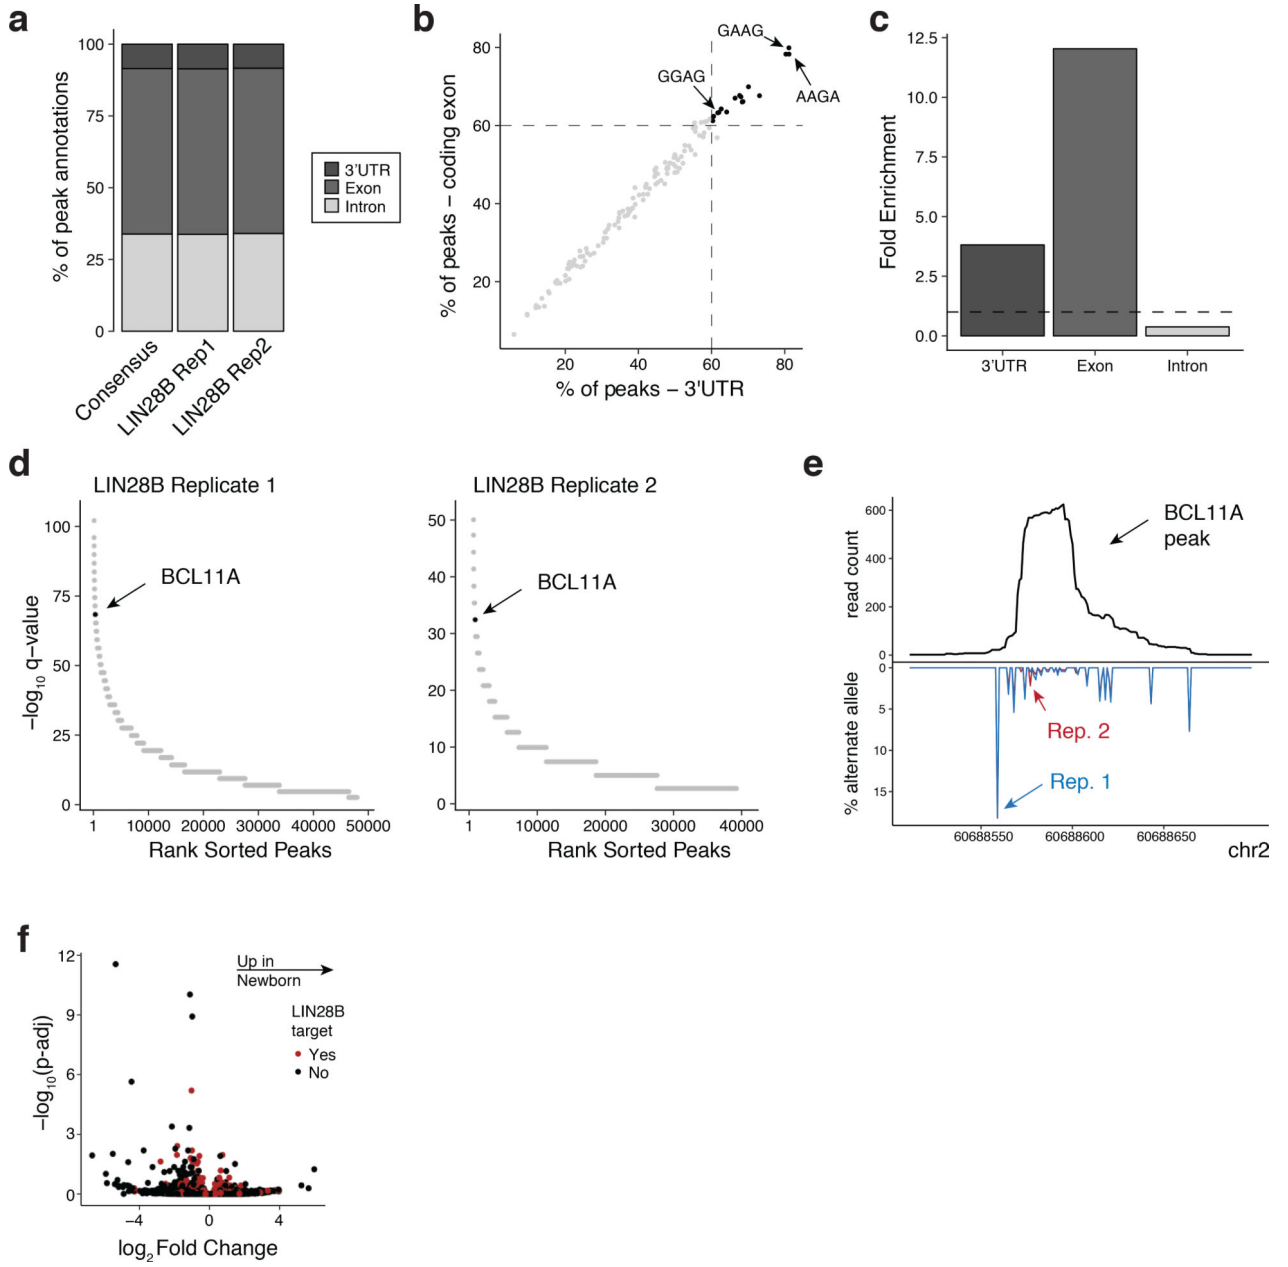 a
% of peak annotations
100
75
50
25
0
Consensus
LIN28B Rep1
LIN28B Rep2
3'UTR
Exon
Intron
b
% of peaks – coding exon
80
60
40
20
GAAG
GGAG
AAGA
20 40 60 80
% of peaks – 3'UTR
c
Fold Enrichment
12.5
10.0
7.5
5.0
2.5
0.0
3'UTR Exon Intron
d
LIN28B Replicate 1
–log10 q–value
100
75
50
25
0
BCL11A
1 10000 20000 30000 50000
Rank Sorted Peaks
LIN28B Replicate 2
50
40
30
20
10
0
BCL11A
1 10000 20000 30000 40000
Rank Sorted Peaks
e
read count
600
400
200
0
BCL11A
peak
% alternate allele
0
5
10
15
Rep. 2
Rep. 1
60688550 60688600 60688650
chr2
f
–log10(p-adj)
12
9
6
3
0
Up in
Newborn
LIN28B
target
Yes
No
–4 0 4
log2 Fold Change